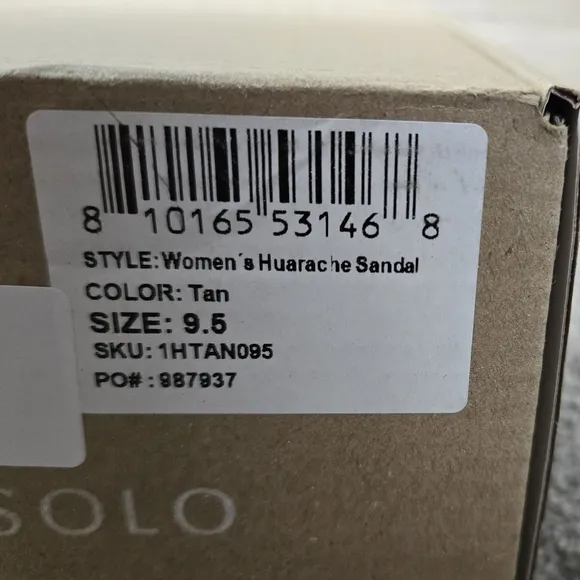 8 10165 53146 8
STYLE: Women's Huarache Sandal
COLOR: Tan
SIZE: 9.5
SKU: 1HTAN095
PO# : 987937
SOLO